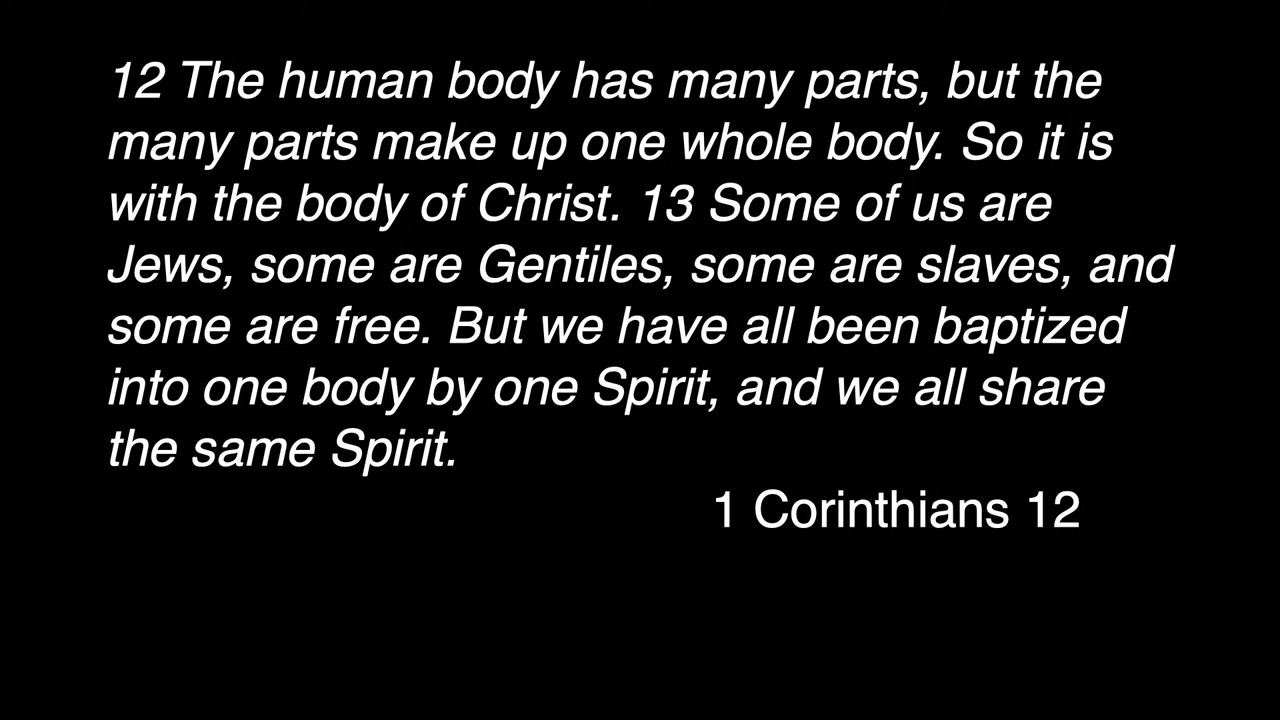 12 The human body has many parts, but the
many parts make up one whole body. So it is
with the body of Christ. 13 Some of us are
Jews, some are Gentiles, some are slaves, and
some are free. But we have all been baptized
into one body by one Spirit, and we all share
the same Spirit.
1 Corinthians 12